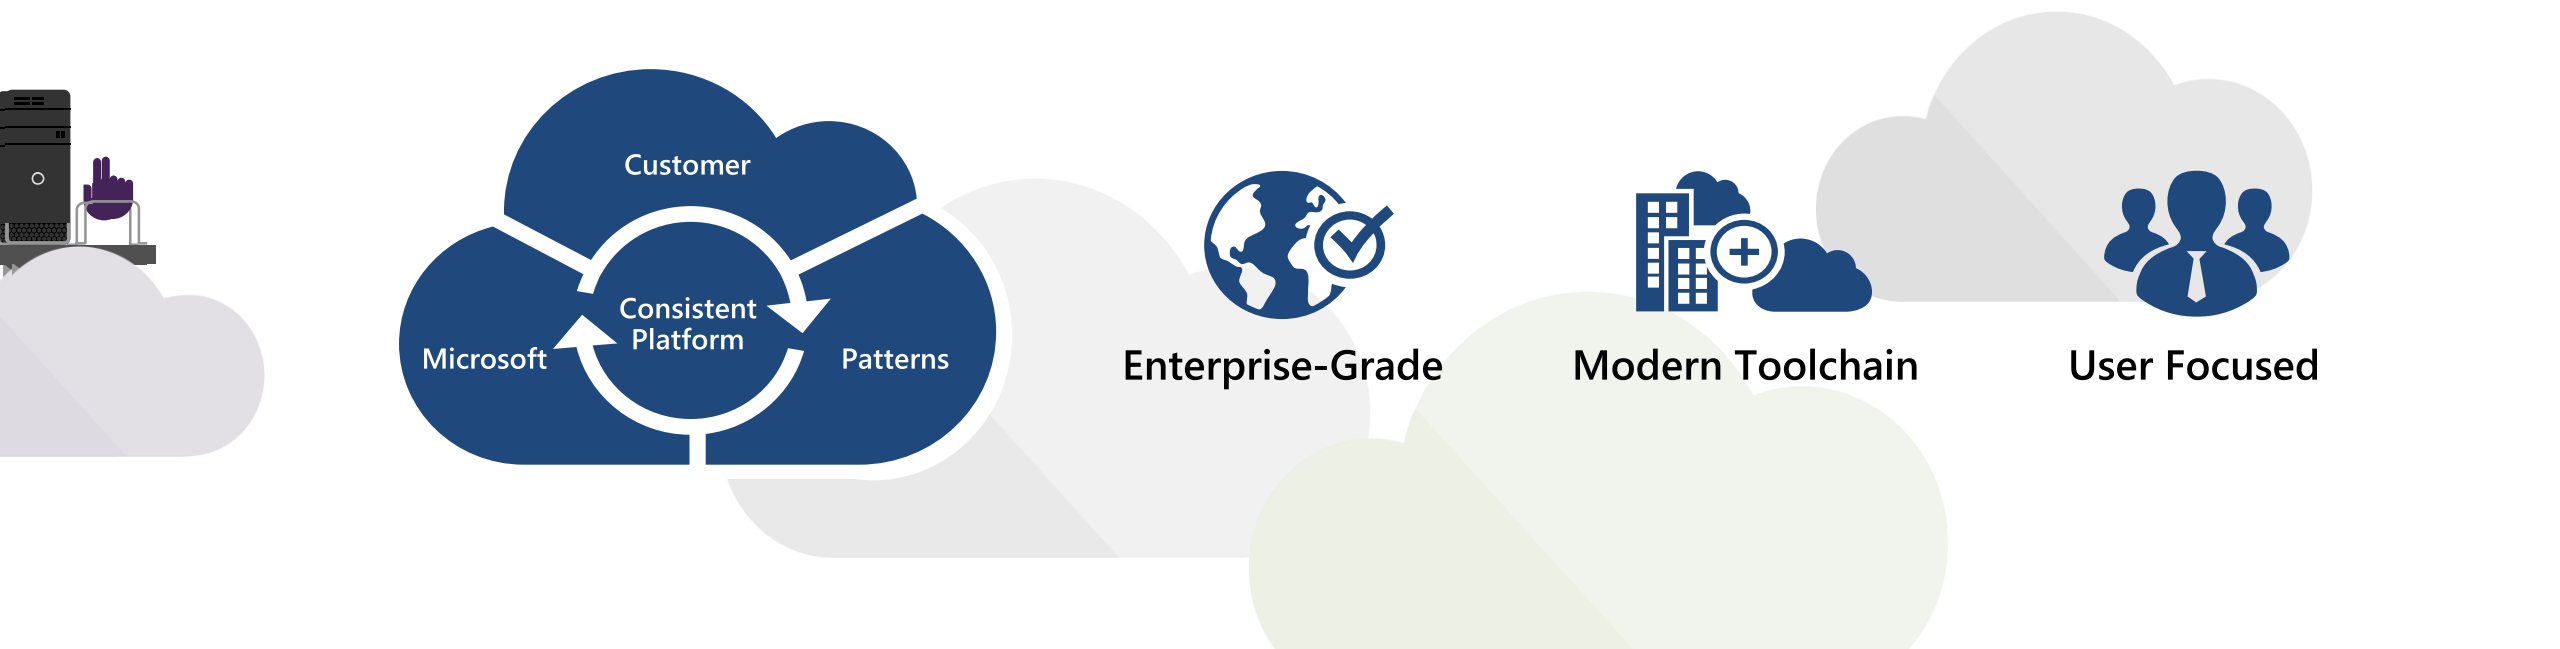 Customer
Microsoft
Consistent
Platform
Patterns
Enterprise-Grade
Modern Toolchain
User Focused